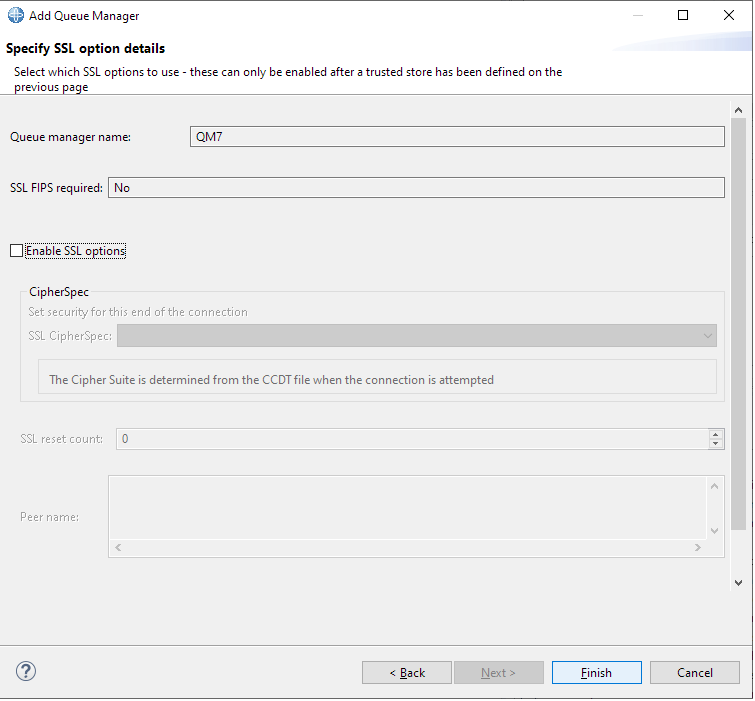 Add Queue Manager
Specify SSL option details
Select which SSL options to use - these can only be enabled after a trusted store has been defined on the
previous page
Queue manager name: QM7
SSL FIPS required: No
Enable SSL options
CipherSpec
Set security for this end of the connection
SSL CipherSpec:
The Cipher Suite is determined from the CCDT file when the connection is attempted
SSL reset count: 0
Peer name:
? < Back Next > Finish Cancel